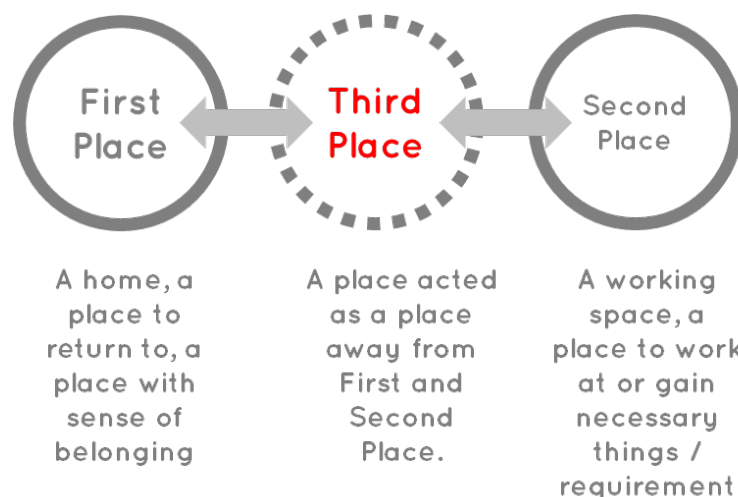 First
Place
Third
Place
Second
Place
A home, a
place to
return to, a
place with
sense of
belonging
A place acted
as a place
away from
First and
Second
Place.
A working
space, a
place to work
at or gain
necessary
things /
requirement